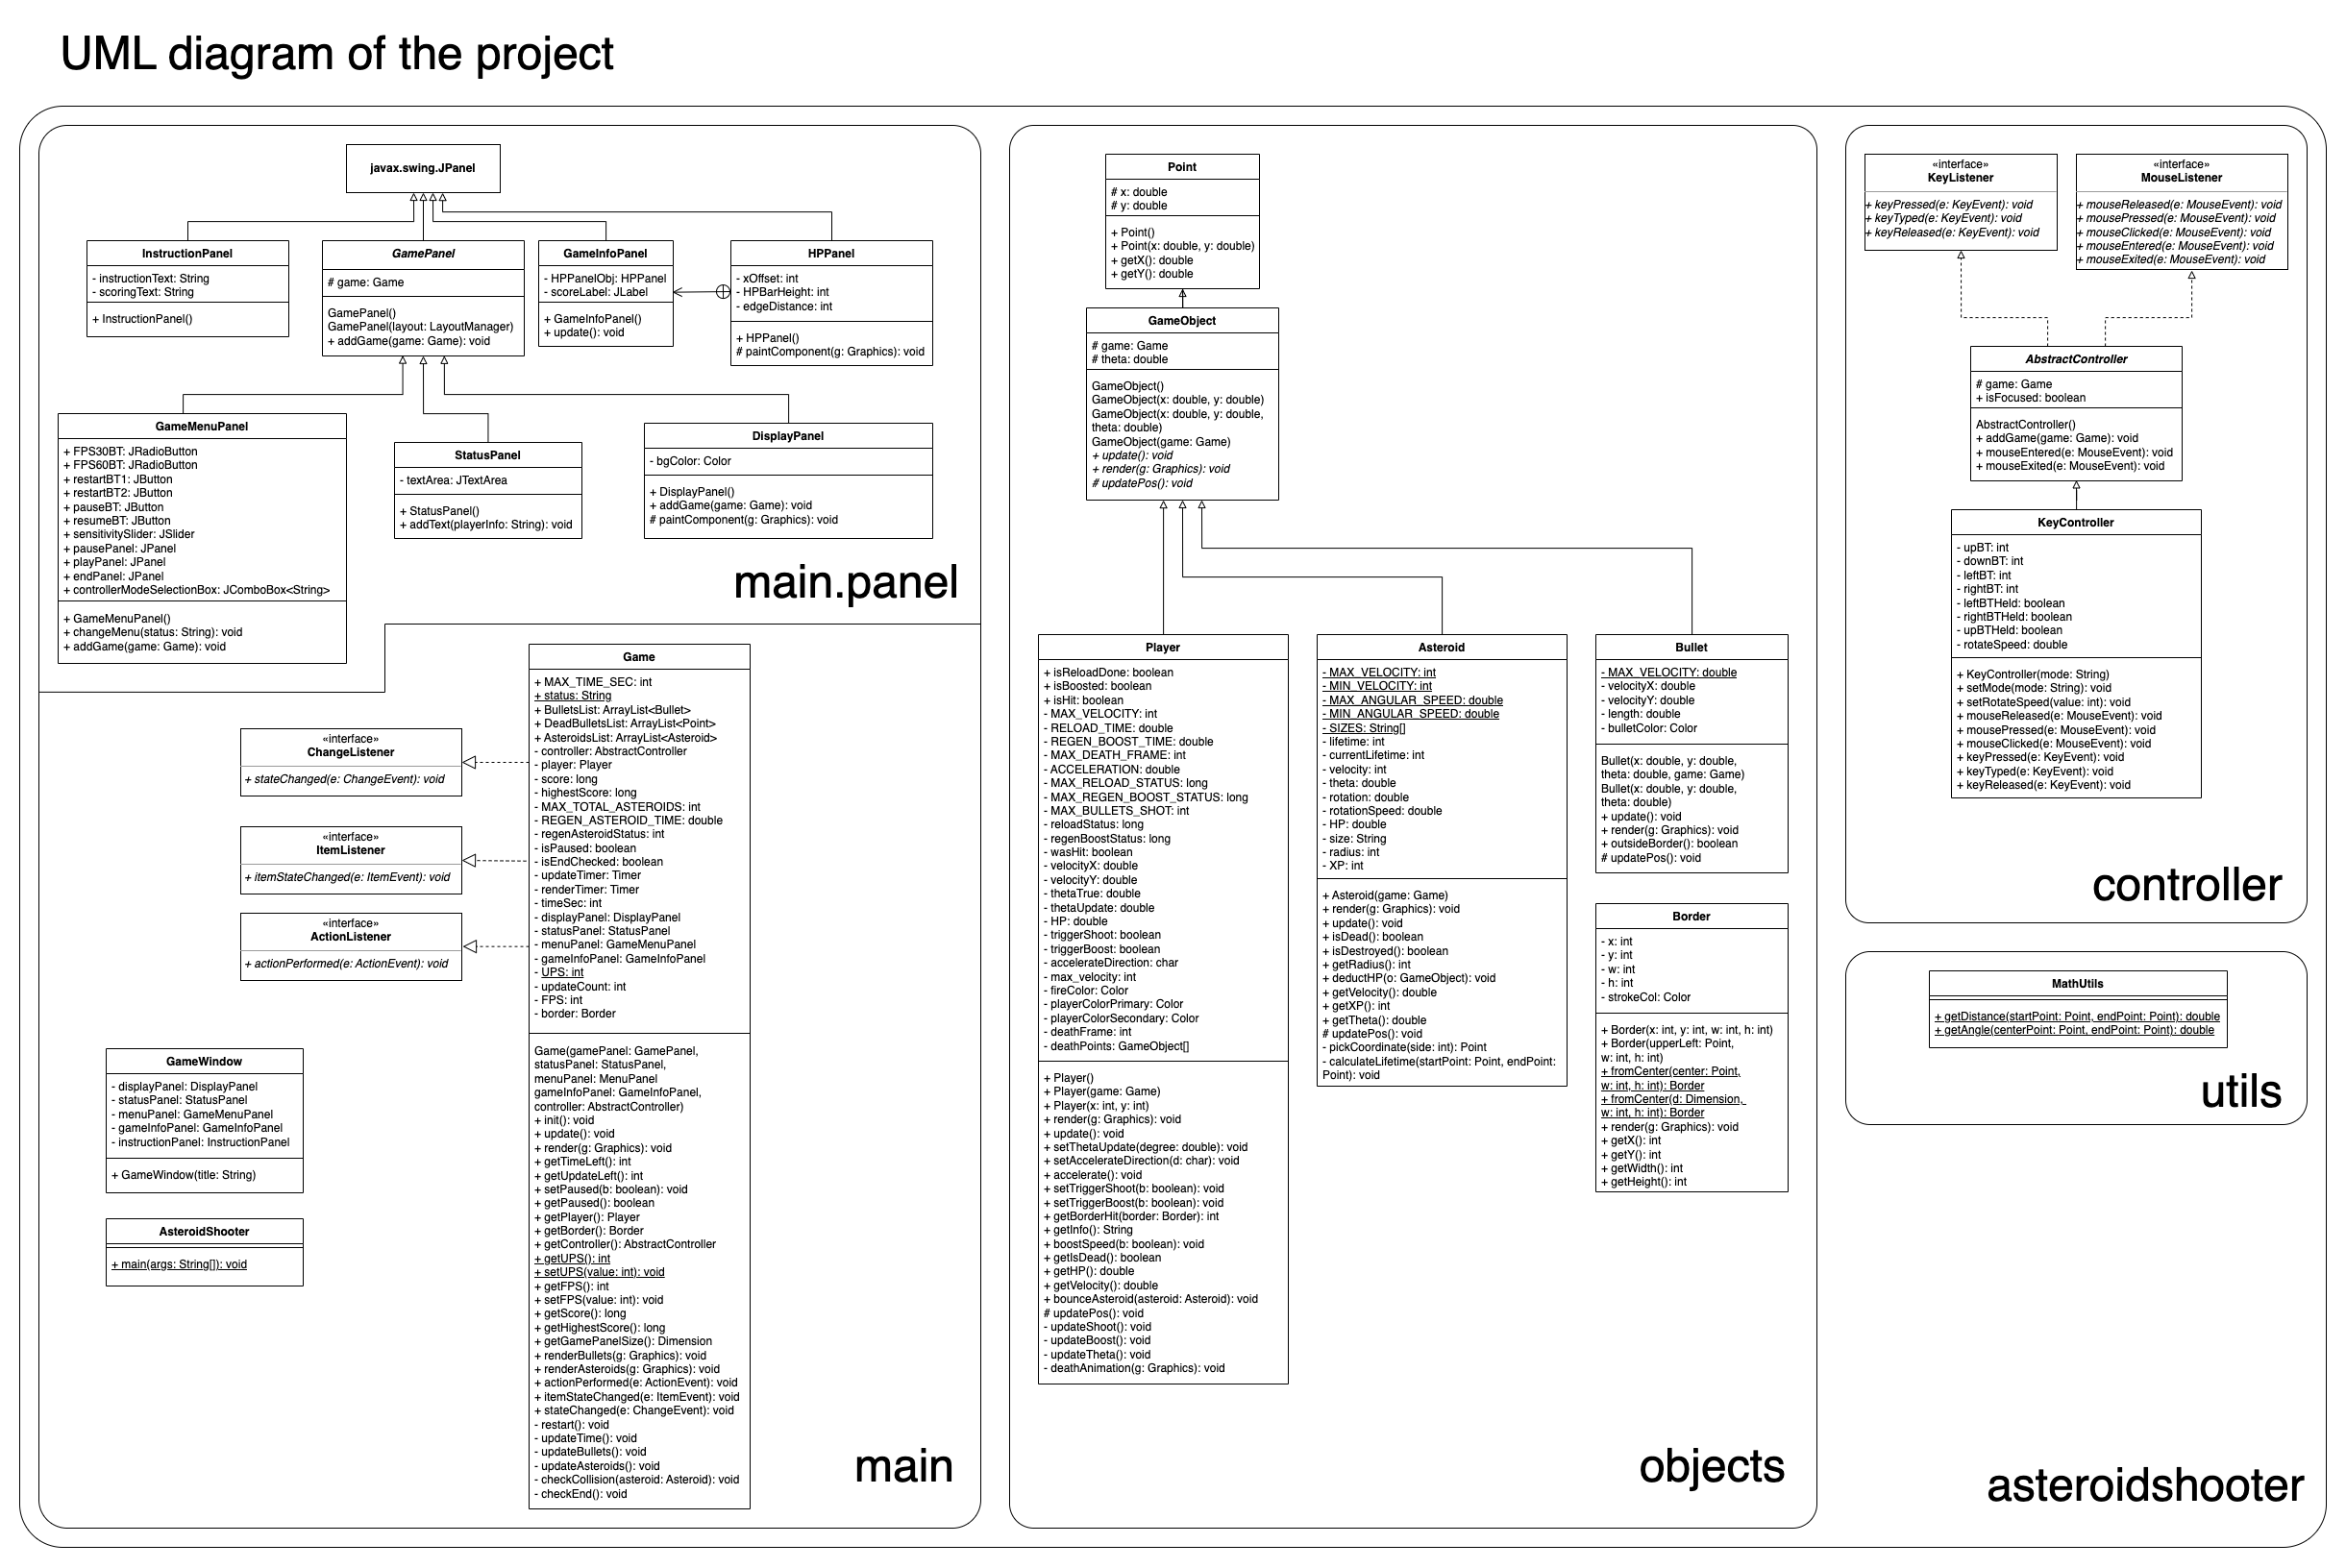 UML diagram of the project
javax.swing.JPanel
InstructionPanel
- instructionText: String
- scoringText: String
+ InstructionPanel()
GamePanel
# game: Game
GamePanel()
GamePanel(layout: LayoutManager)
+ addGame(game: Game): void
GameInfoPanel
- HPPanelObj: HPPanel
- scoreLabel: JLabel
+ GameInfoPanel()
+ update(): void
HPPanel
- xOffset: int
- HPBarHeight: int
- edgeDistance: int
+ HPPanel()
# paintComponent(g: Graphics): void
GameMenuPanel
+ FPS30BT: JRadioButton
+ FPS60BT: JRadioButton
+ restartBT1: JButton
+ restartBT2: JButton
+ pauseBT: JButton
+ resumeBT: JButton
+ sensitivitySlider: JSlider
+ pausePanel: JPanel
+ playPanel: JPanel
+ endPanel: JPanel
+ controllerModeSelectionBox: JComboBox<String>
+ GameMenuPanel()
+ changeMenu(status: String): void
+ addGame(game: Game): void
StatusPanel
- textArea: JTextArea
+ StatusPanel()
+ addText(playerInfo: String): void
DisplayPanel
- bgColor: Color
+ DisplayPanel()
+ addGame(game: Game): void
# paintComponent(g: Graphics): void
main.panel
«interface»
ChangeListener
+ stateChanged(e: ChangeEvent): void
«interface»
ItemListener
+ itemStateChanged(e: ItemEvent): void
«interface»
ActionListener
+ actionPerformed(e: ActionEvent): void
GameWindow
- displayPanel: DisplayPanel
- statusPanel: StatusPanel
- menuPanel: GameMenuPanel
- gameInfoPanel: GameInfoPanel
- instructionPanel: InstructionPanel
+ GameWindow(title: String)
AsteroidShooter
+ main(args: String[]): void
Game
+ MAX_TIME_SEC: int
+ status: String
+ BulletsList: ArrayList<Bullet>
+ DeadBulletsList: ArrayList<Point>
+ AsteroidsList: ArrayList<Asteroid>
- controller: AbstractController
- player: Player
- score: long
- highestScore: long
- MAX_TOTAL_ASTEROIDS: int
- REGEN_ASTEROID_TIME: double
- regenAsteroidStatus: int
- isPaused: boolean
- isEndChecked: boolean
- updateTimer: Timer
- renderTimer: Timer
- timeSec: int
- displayPanel: DisplayPanel
- statusPanel: StatusPanel
- menuPanel: GameMenuPanel
- gameInfoPanel: GameInfoPanel
- UPS: int
- updateCount: int
- FPS: int
- border: Border
Game(gamePanel: GamePanel,
statusPanel: StatusPanel,
menuPanel: MenuPanel
gameInfoPanel: GameInfoPanel,
controller: AbstractController)
+ init(): void
+ update(): void
+ render(g: Graphics): void
+ getTimeLeft(): int
+ getUpdateLeft(): int
+ setPaused(b: boolean): void
+ getPaused(): boolean
+ getPlayer(): Player
+ getBorder(): Border
+ getController(): AbstractController
+ getUPS(): int
+ setUPS(value: int): void
+ getFPS(): int
+ setFPS(value: int): void
+ getScore(): long
+ getHighestScore(): long
+ getGamePanelSize(): Dimension
+ renderBullets(g: Graphics): void
+ renderAsteroids(g: Graphics): void
+ actionPerformed(e: ActionEvent): void
+ itemStateChanged(e: ItemEvent): void
+ stateChanged(e: ChangeEvent): void
- restart(): void
- updateTime(): void
- updateBullets(): void
- updateAsteroids(): void
- checkCollision(asteroid: Asteroid): void
- checkEnd(): void
main
Point
# x: double
# y: double
+ Point()
+ Point(x: double, y: double)
+ getX(): double
+ getY(): double
GameObject
# game: Game
# theta: double
GameObject()
GameObject(x: double, y: double)
GameObject(x: double, y: double,
theta: double)
GameObject(game: Game)
+ update(): void
+ render(g: Graphics): void
# updatePos(): void
Player
+ isReloadDone: boolean
+ isBoosted: boolean
+ isHit: boolean
- MAX_VELOCITY: int
- RELOAD_TIME: double
- REGEN_BOOST_TIME: double
- MAX_DEATH_FRAME: int
- ACCELERATION: double
- MAX_RELOAD_STATUS: long
- MAX_REGEN_BOOST_STATUS: long
- MAX_BULLETS_SHOT: int
- reloadStatus: long
- regenBoostStatus: long
- wasHit: boolean
- velocityX: double
- velocityY: double
- thetaTrue: double
- thetaUpdate: double
- HP: double
- triggerShoot: boolean
- triggerBoost: boolean
- accelerateDirection: char
- max_velocity: int
- fireColor: Color
- playerColorPrimary: Color
- playerColorSecondary: Color
- deathFrame: int
- deathPoints: GameObject[]
+ Player()
+ Player(game: Game)
+ Player(x: int, y: int)
+ render(g: Graphics): void
+ update(): void
+ setThetaUpdate(degree: double): void
+ setAccelerateDirection(d: char): void
+ accelerate(): void
+ setTriggerShoot(b: boolean): void
+ setTriggerBoost(b: boolean): void
+ getBorderHit(border: Border): int
+ getInfo(): String
+ boostSpeed(b: boolean): void
+ getIsDead(): boolean
+ getHP(): double
+ getVelocity(): double
+ bounceAsteroid(asteroid: Asteroid): void
# updatePos(): void
- updateShoot(): void
- updateBoost(): void
- updateTheta(): void
- deathAnimation(g: Graphics): void
Asteroid
- MAX_VELOCITY: int
- MIN_VELOCITY: int
- MAX_ANGULAR_SPEED: double
- MIN_ANGULAR_SPEED: double
- SIZES: String[]
- lifetime: int
- currentLifetime: int
- velocity: int
- theta: double
- rotation: double
- rotationSpeed: double
- HP: double
- size: String
- radius: int
- XP: int
+ Asteroid(game: Game)
+ render(g: Graphics): void
+ update(): void
+ isDead(): boolean
+ isDestroyed(): boolean
+ getRadius(): int
+ deductHP(o: GameObject): void
+ getVelocity(): double
+ getXP(): int
+ getTheta(): double
# updatePos(): void
- pickCoordinate(side: int): Point
- calculateLifetime(startPoint: Point, endPoint:
Point): void
Bullet
- MAX_VELOCITY: double
- velocityX: double
- velocityY: double
- length: double
- bulletColor: Color
Bullet(x: double, y: double,
theta: double, game: Game)
Bullet(x: double, y: double,
theta: double)
+ update(): void
+ render(g: Graphics): void
+ outsideBorder(): boolean
# updatePos(): void
Border
- x: int
- y: int
- w: int
- h: int
- strokeCol: Color
+ Border(x: int, y: int, w: int, h: int)
+ Border(upperLeft: Point,
w: int, h: int)
+ fromCenter(center: Point,
w: int, h: int): Border
+ fromCenter(d: Dimension,
w: int, h: int): Border
+ render(g: Graphics): void
+ getX(): int
+ getY(): int
+ getWidth(): int
+ getHeight(): int
objects
«interface»
KeyListener
+ keyPressed(e: KeyEvent): void
+ keyTyped(e: KeyEvent): void
+ keyReleased(e: KeyEvent): void
«interface»
MouseListener
+ mouseReleased(e: MouseEvent): void
+ mousePressed(e: MouseEvent): void
+ mouseClicked(e: MouseEvent): void
+ mouseEntered(e: MouseEvent): void
+ mouseExited(e: MouseEvent): void
AbstractController
# game: Game
+ isFocused: boolean
AbstractController()
+ addGame(game: Game): void
+ mouseEntered(e: MouseEvent): void
+ mouseExited(e: MouseEvent): void
KeyController
- upBT: int
- downBT: int
- leftBT: int
- rightBT: int
- leftBTHeld: boolean
- rightBTHeld: boolean
- upBTHeld: boolean
- rotateSpeed: double
+ KeyController(mode: String)
+ setMode(mode: String): void
+ setRotateSpeed(value: int): void
+ mouseReleased(e: MouseEvent): void
+ mousePressed(e: MouseEvent): void
+ mouseClicked(e: MouseEvent): void
+ keyPressed(e: KeyEvent): void
+ keyTyped(e: KeyEvent): void
+ keyReleased(e: KeyEvent): void
controller
MathUtils
+ getDistance(startPoint: Point, endPoint: Point): double
+ getAngle(centerPoint: Point, endPoint: Point): double
utils
asteroidshooter